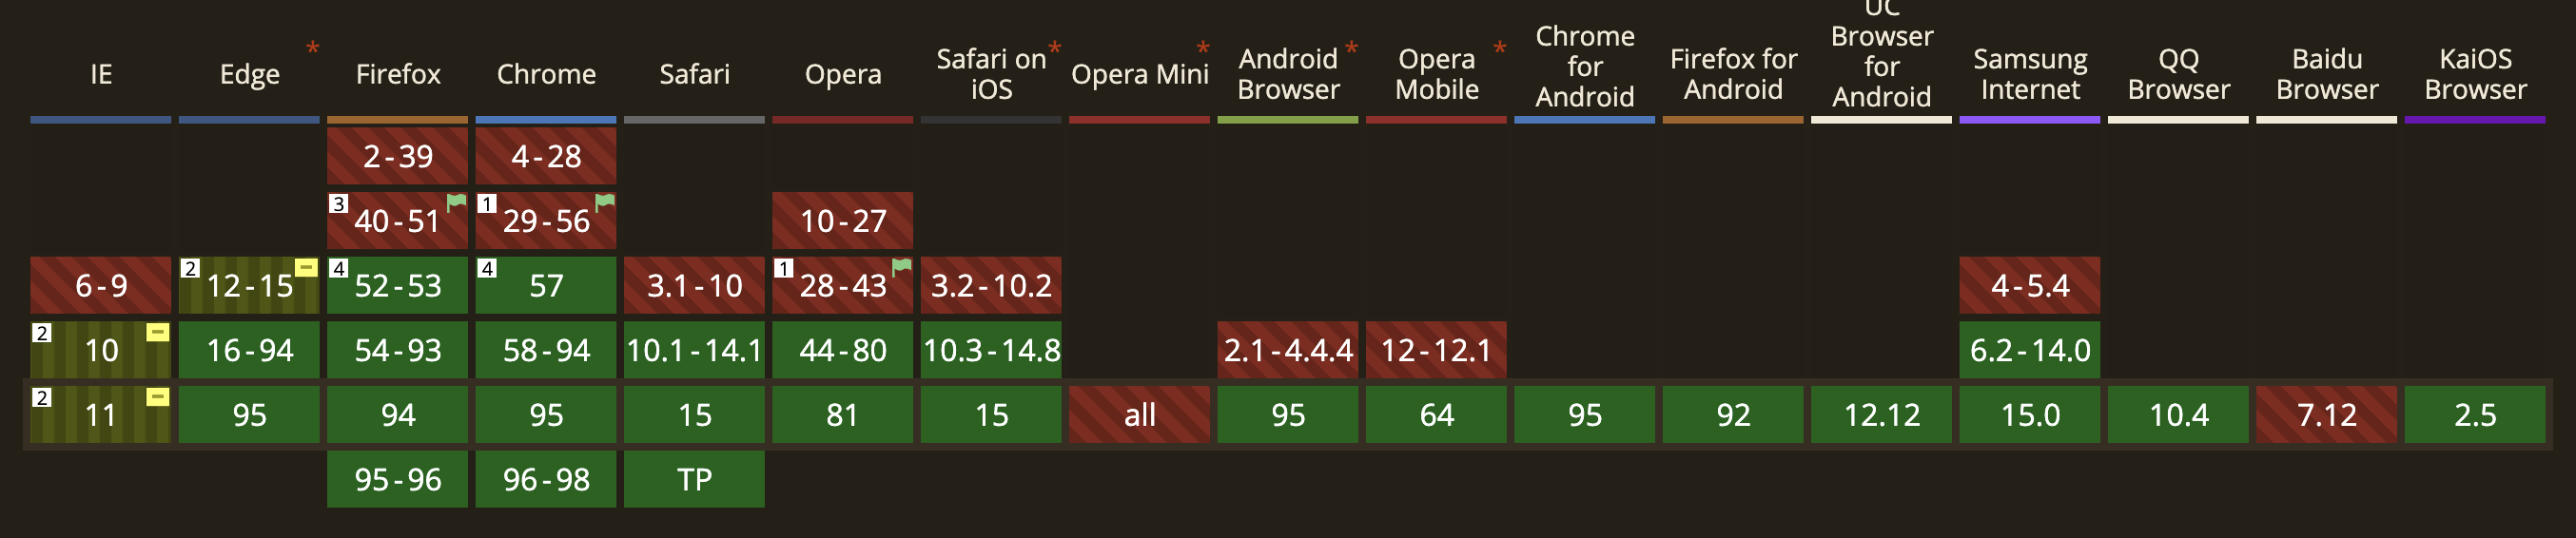 UC
Chrome Browser
* Safari on* * Android * Opera * for Firefox for for Samsung QQ Baidu KaiOS
IE Edge Firefox Chrome Safari Opera iOS Opera Mini Browser Mobile Android Android Android Internet Browser Browser Browser
2-39 4-28
3 40-51 1 29-56 10-27
6-9 2 12-15 - 4 52-53 4 57 3.1-10 1 28-43 3.2-10.2 4-5.4
2 10 - 16-94 54-93 58-94 10.1-14.1 44-80 10.3-14.8 2.1-4.4.4 12-12.1 6.2-14.0
2 11 - 95 94 95 15 81 15 all 95 64 95 92 12.12 15.0 10.4 7.12 2.5
95-96 96-98 TP